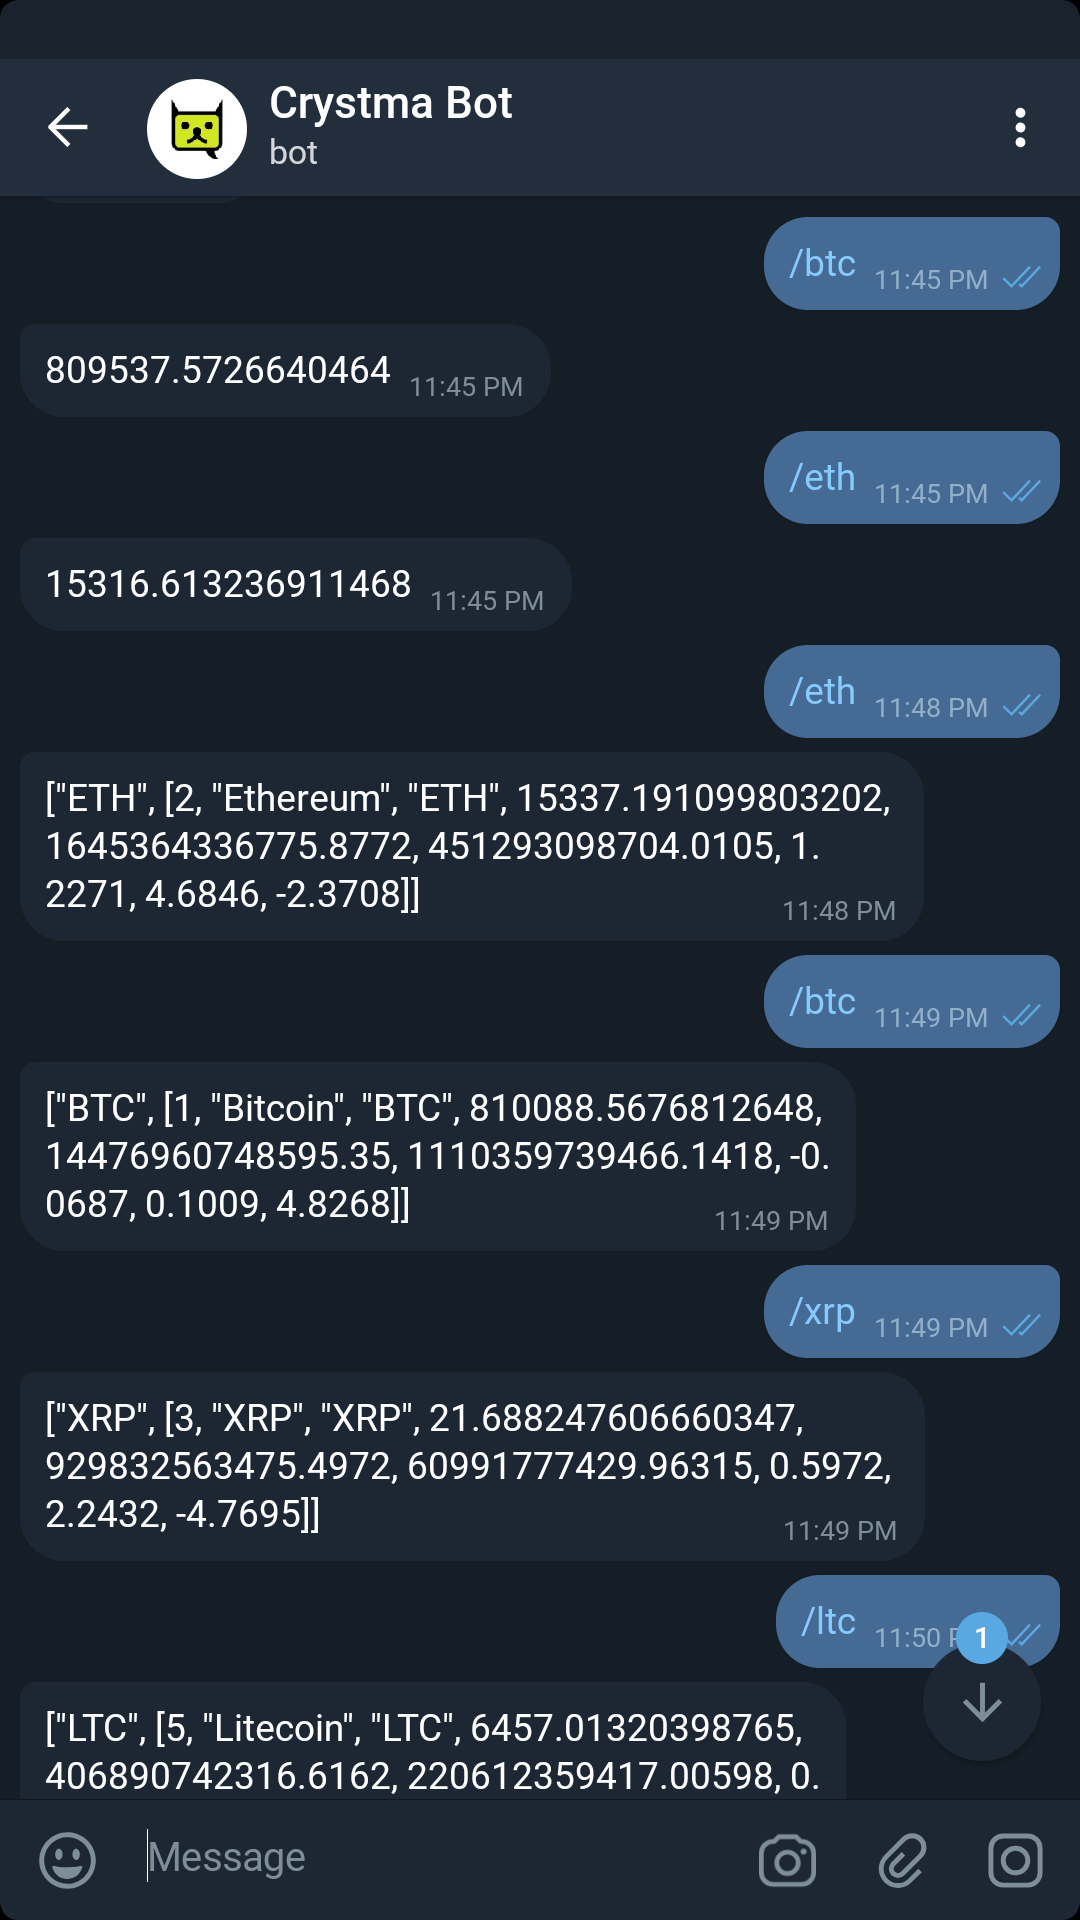 Crystma Bot
bot
/btc 11:45 PM
809537.5726640464 11:45 PM
/eth 11:45 PM
15316.613236911468 11:45 PM
/eth 11:48 PM
["ETH", [2, "Ethereum", "ETH", 15337.191099803202,
1645364336775.8772, 451293098704.0105, 1.
2271, 4.6846, -2.3708]]
11:48 PM
/btc 11:49 PM
["BTC", [1, "Bitcoin", "BTC", 810088.5676812648,
14476960748595.35, 1110359739466.1418, -0.
0687, 0.1009, 4.8268]]
11:49 PM
/xrp 11:49 PM
["XRP", [3, "XRP", "XRP", 21.688247606660347,
929832563475.4972, 60991777429.96315, 0.5972,
2.2432, -4.7695]]
11:49 PM
/ltc 11:50
1
["LTC", [5, "Litecoin", "LTC", 6457.01320398765,
406890742316.6162, 220612359417.00598, 0.
Message